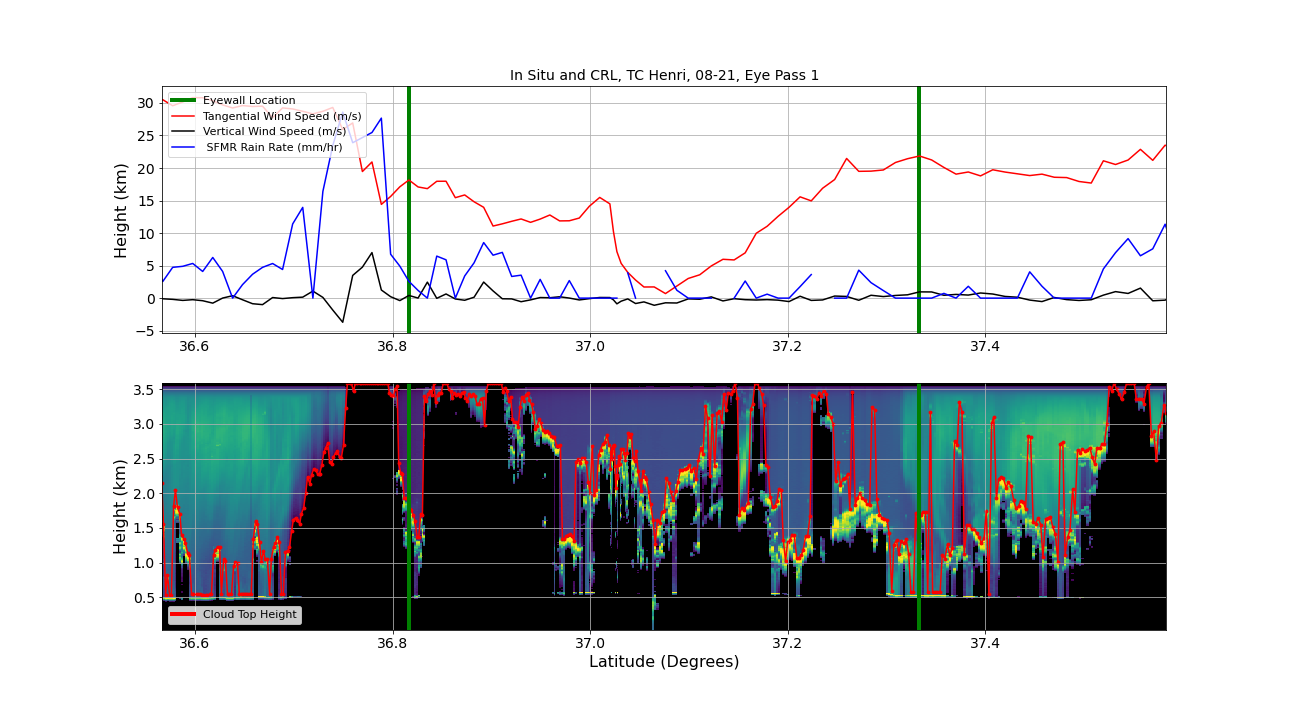 In Situ and CRL, TC Henri, 08-21, Eye Pass 1
Height (km)
30
25
20
15
10
5
0
−5
Eyewall Location
Tangential Wind Speed (m/s)
Vertical Wind Speed (m/s)
SFMR Rain Rate (mm/hr)
36.6 36.8 37.0 37.2 37.4
Height (km)
3.5
3.0
2.5
2.0
1.5
1.0
0.5
Cloud Top Height
36.6 36.8 37.0 37.2 37.4
Latitude (Degrees)